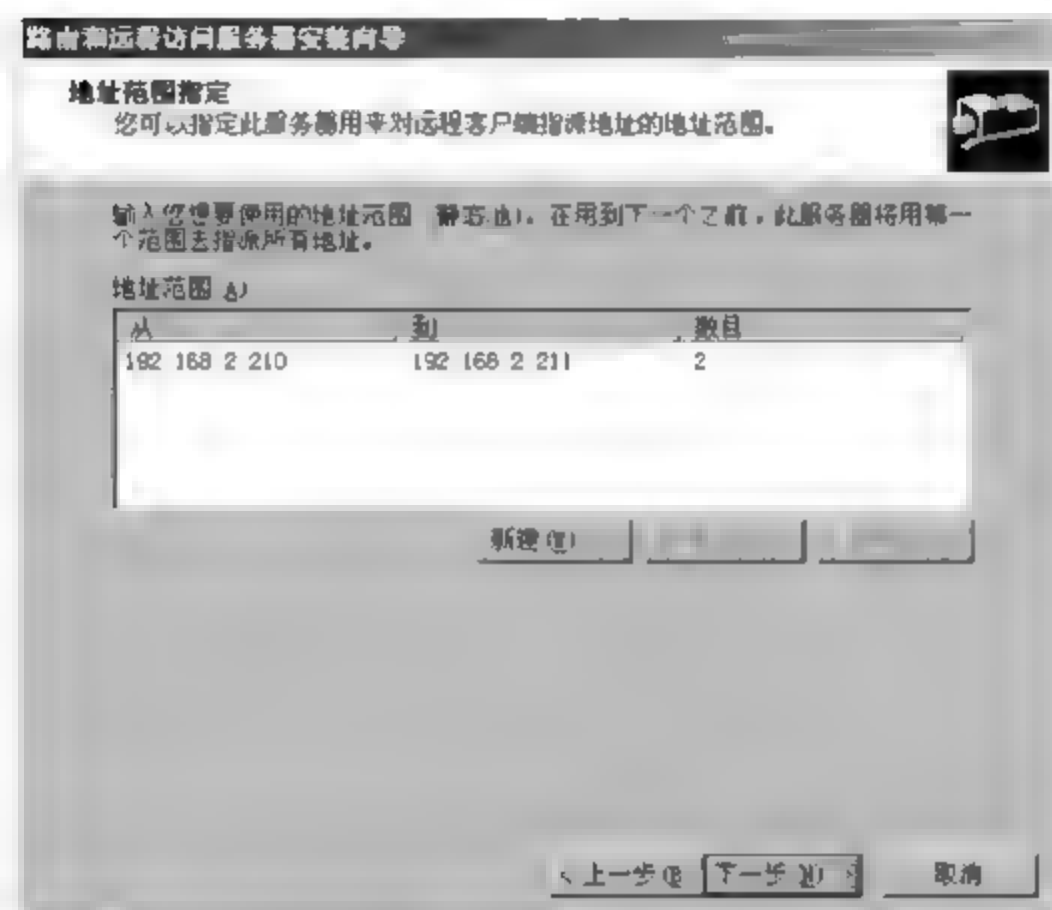 路由和远程访问服务器安装向导
地址范围指定
您可以指定此服务器用来对远程客户端指派地址的地址范围。
输入您想要使用的地址范围(静态池)。在用到下一个之前，此服务器将用第一
个范围去指派所有地址。
地址范围(A)
从 到 数目
192 168 2 210 192 168 2 211 2
新建(W)
< 上一步(B) 下一步(N) > 取消